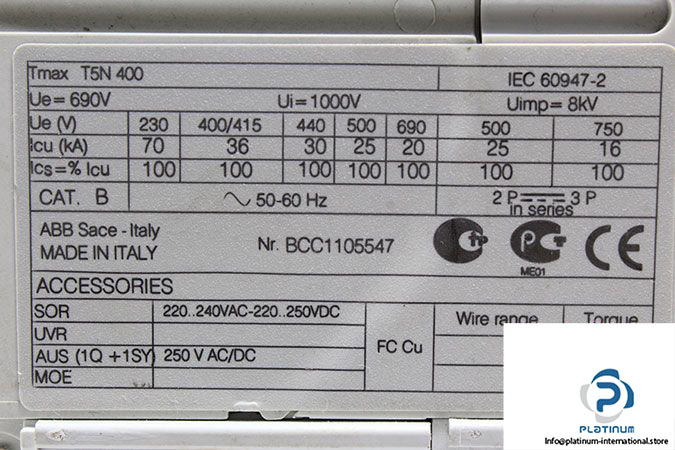 Tmax T5N 400 IEC 60947-2
Ue=690V Ui=1000V Uimp=8kV
Ue (V) 230 400/415 440 500 690 500 750
Icu (kA) 70 36 30 25 20 25 16
Ics=% Icu 100 100 100 100 100 100 100
CAT. B ~ 50-60 Hz 2 P 3 P
in series
ABB Sace - Italy
MADE IN ITALY
Nr. BCC1105547
ME01
CE
ACCESSORIES
SOR 220..240VAC-220..250VDC
UVR
AUS (1Q +1SY) 250 V AC/DC
MOE
FC Cu
Wire range Torque
PLATINUM
Info@platinum-international.store